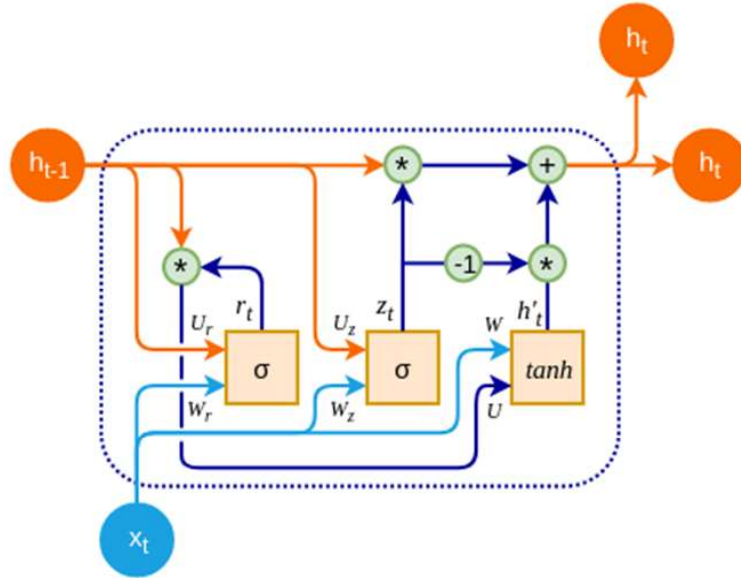 h_t
h_{t-1} * + h_t
* -1 *
r_t z_t h'_t
U_r U_z W
σ σ tanh
W_r W_z U
x_t